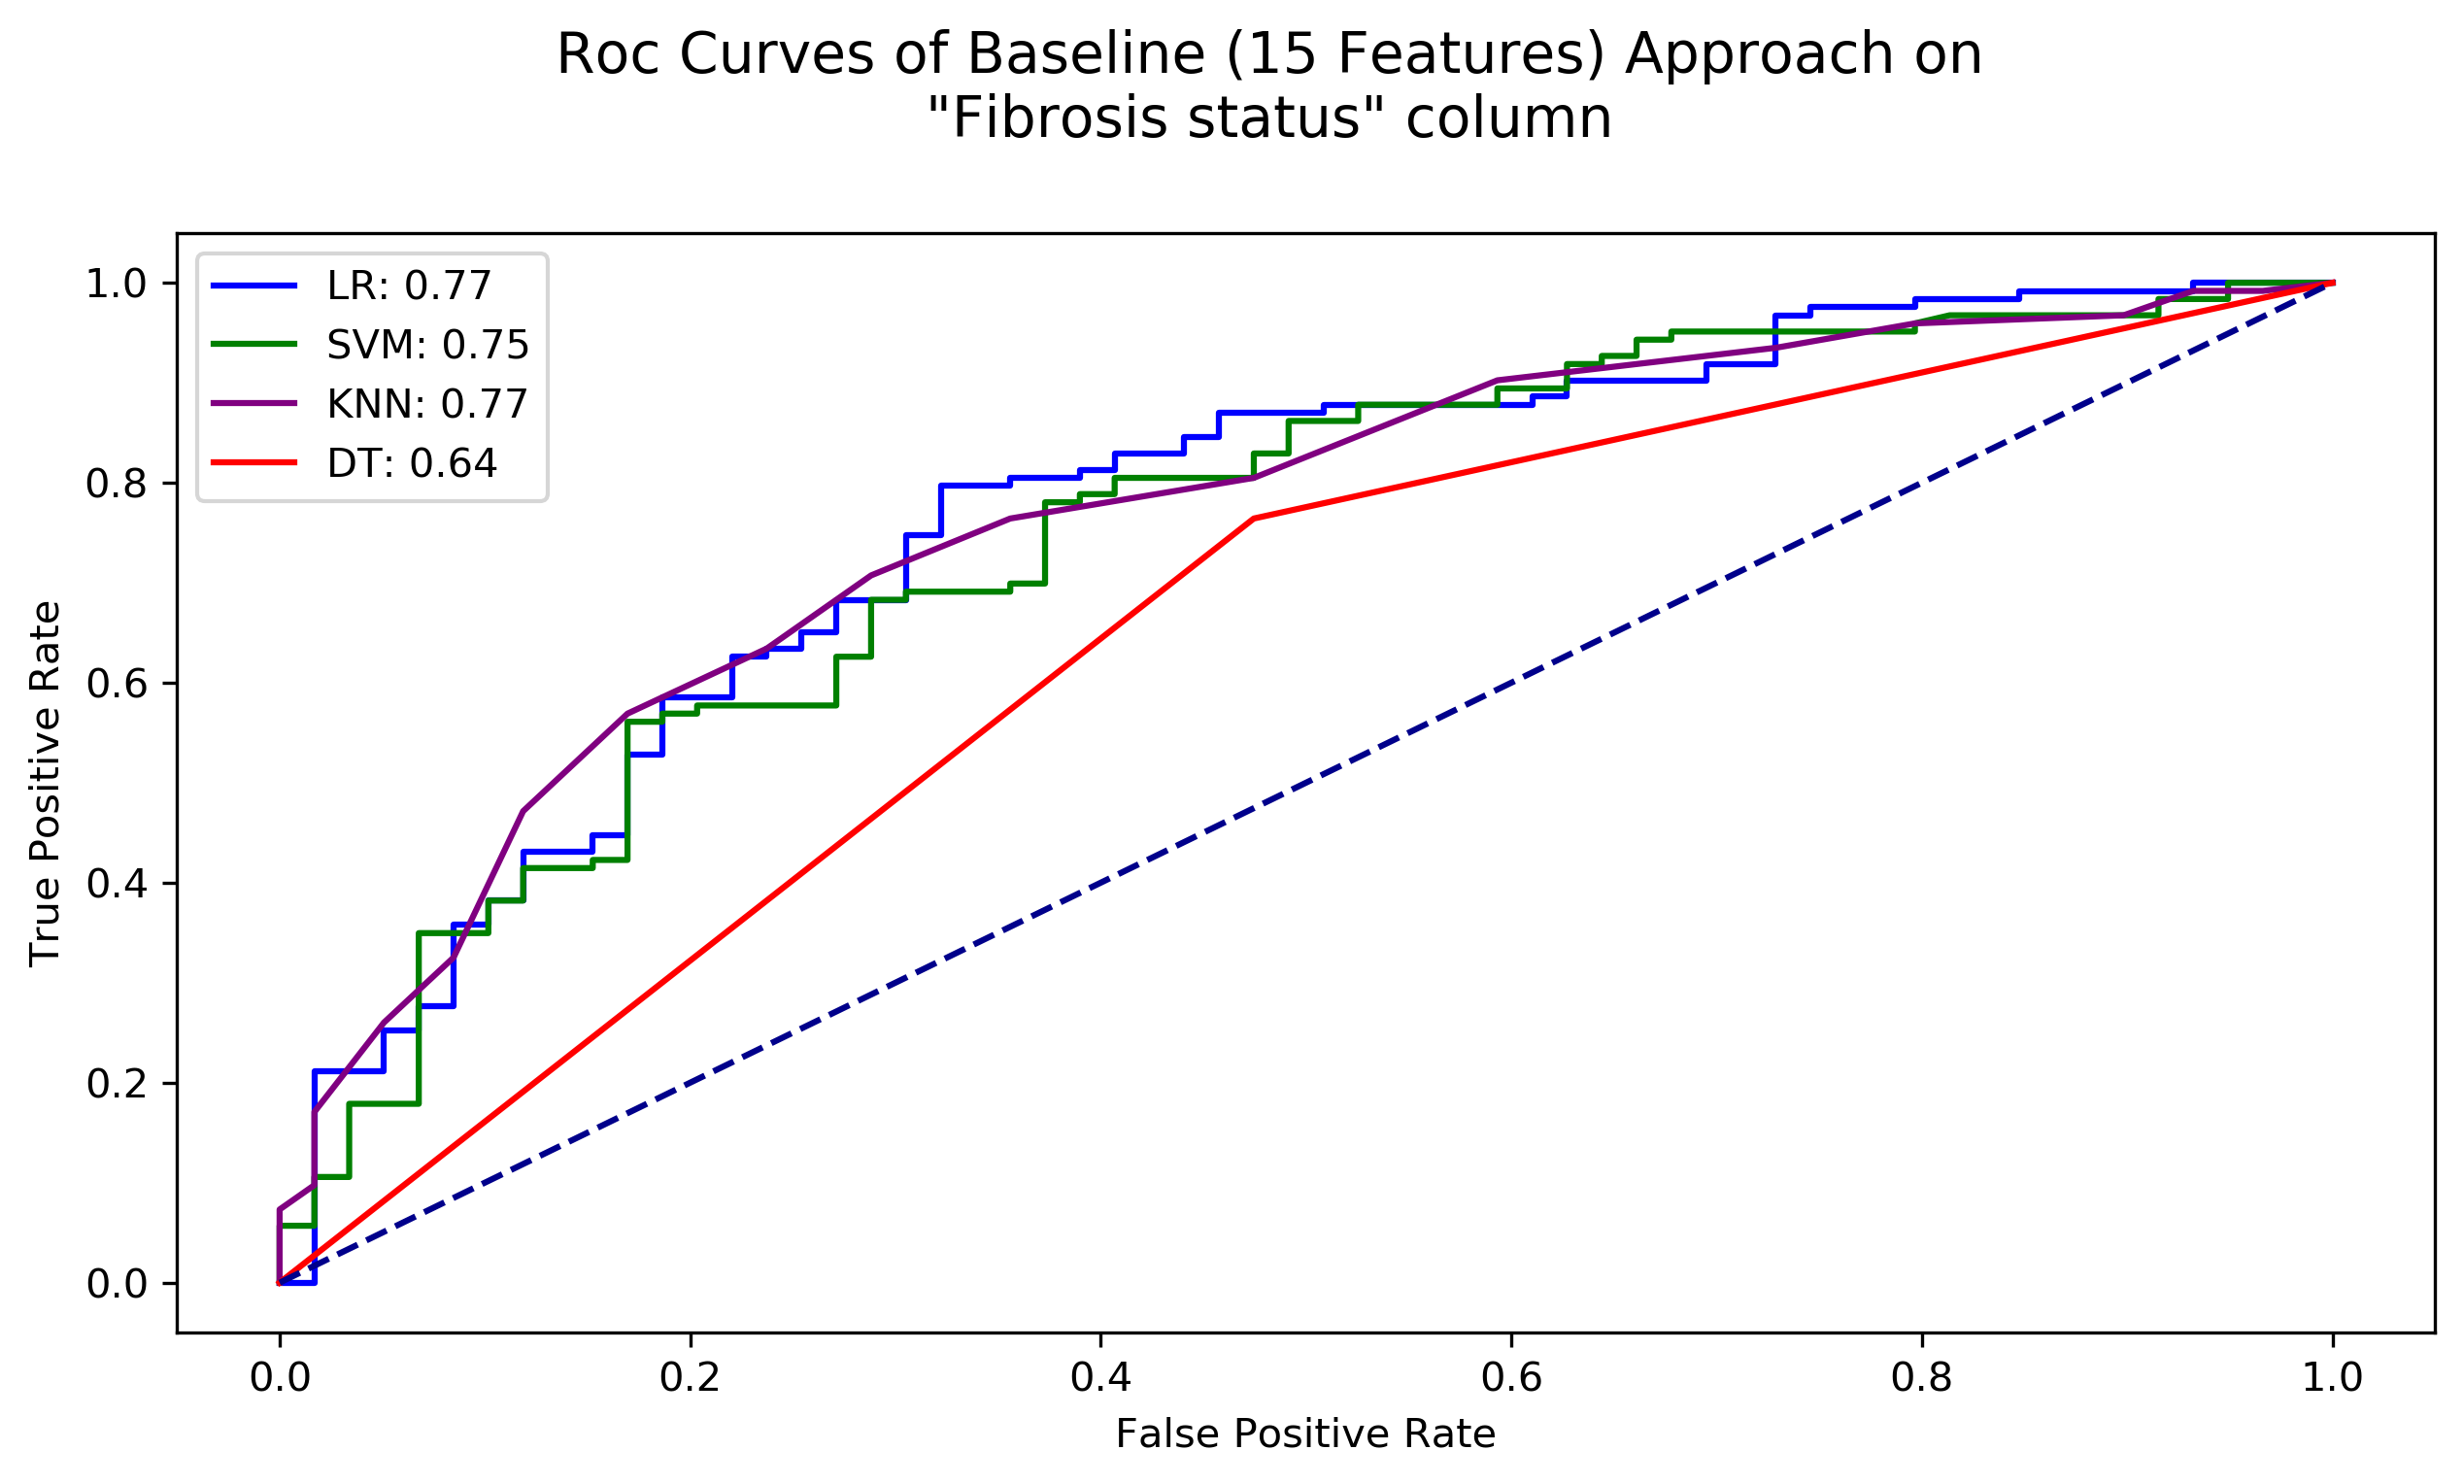 Roc Curves of Baseline (15 Features) Approach on
"Fibrosis status" column
LR: 0.77
SVM: 0.75
KNN: 0.77
DT: 0.64
1.0
0.8
0.6
0.4
0.2
0.0
True Positive Rate
0.0 0.2 0.4 0.6 0.8 1.0
False Positive Rate